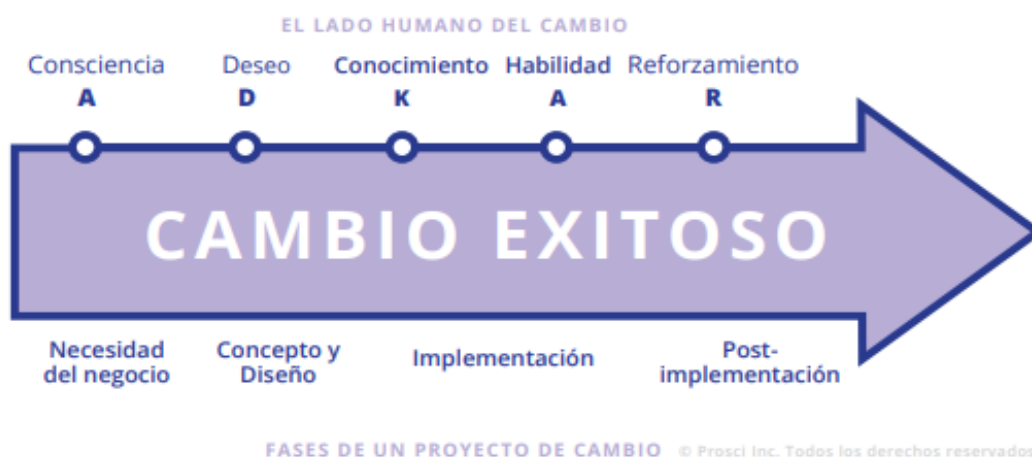 EL LADO HUMANO DEL CAMBIO
Consciencia Deseo Conocimiento Habilidad Reforzamiento
A D K A R
CAMBIO EXITOSO
Necesidad
del negocio
Concepto y
Diseño
Implementación
Post-
implementación
FASES DE UN PROYECTO DE CAMBIO © Prosci Inc. Todos los derechos reservados